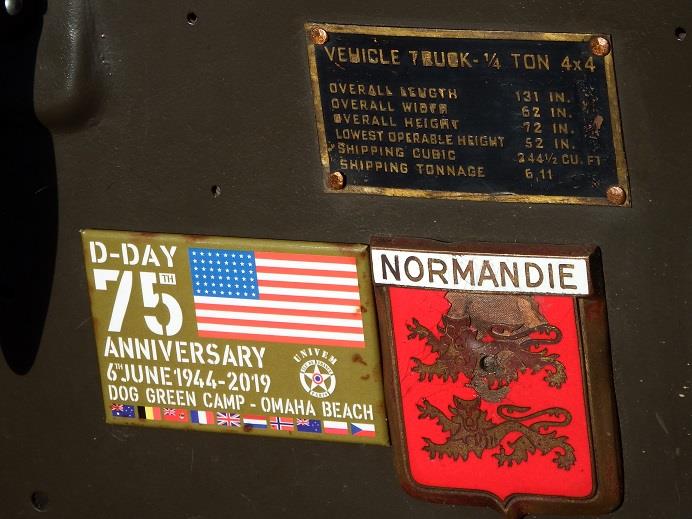 VEHICLE TRUCK - 1/4 TON 4x4
OVERALL LENGTH 131 IN.
OVERALL WIDTH 62 IN.
OVERALL HEIGHT 72 IN.
LOWEST OPERABLE HEIGHT 52 IN.
SHIPPING CUBIC 344½ CU. FT
SHIPPING TONNAGE 6,11
D-DAY
75TH
ANNIVERSARY
6TH JUNE 1944-2019
DOG GREEN CAMP - OMAHA BEACH
UNIVEM
NORMANDIE